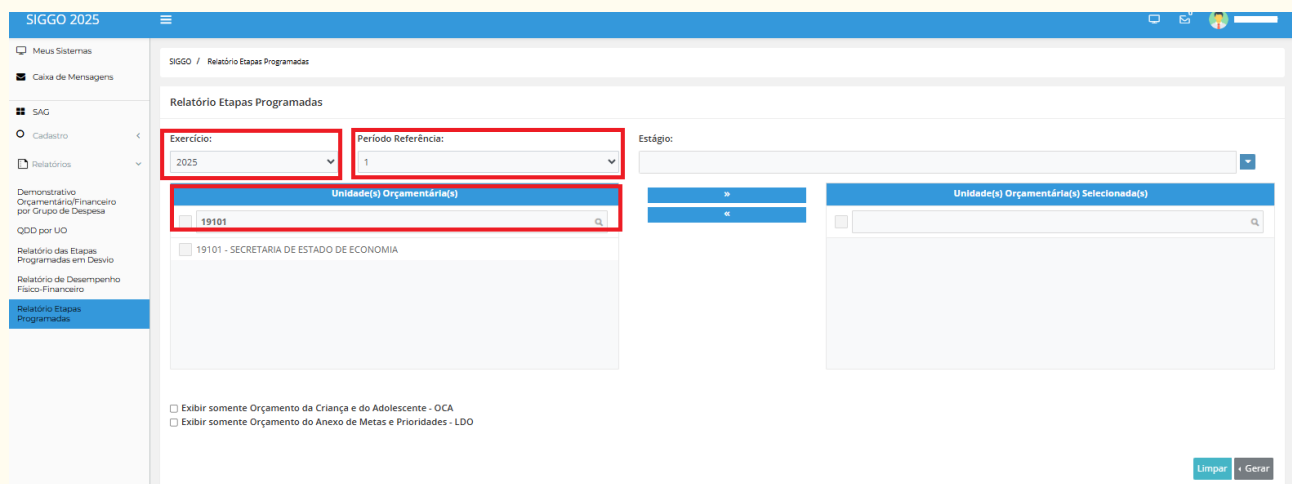 SIGGO 2025
0
Meus Sistemas
Caixa de Mensagens
SAG
Cadastro
Relatórios
Demonstrativo
Orçamentário/Financeiro
por Grupo de Despesa
QDD por UO
Relatório das Etapas
Programadas em Desvio
Relatório de Desempenho
Físico-Financeiro
Relatório Etapas
Programadas
SIGGO / Relatório Etapas Programadas
Relatório Etapas Programadas
Exercício: Período Referência: Estágio:
2025 1
Unidade(s) Orçamentária(s) » Unidade(s) Orçamentária(s) Selecionada(s)
«
19101
19101 - SECRETARIA DE ESTADO DE ECONOMIA
Exibir somente Orçamento da Criança e do Adolescente - OCA
Exibir somente Orçamento do Anexo de Metas e Prioridades - LDO
Limpar Gerar